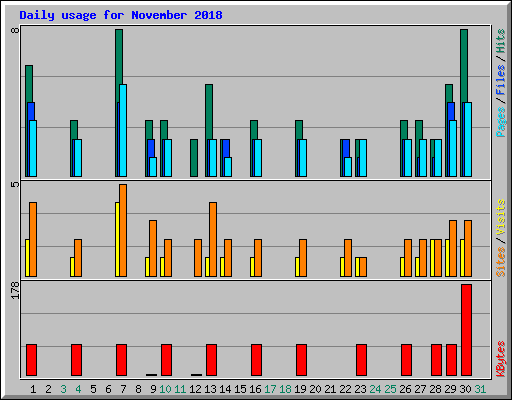 Daily usage for November 2018
8
5
178
Pages / Files / Hits
Sites / Visits
KBytes
1 2 3 4 5 6 7 8 9 10 11 12 13 14 15 16 17 18 19 20 21 22 23 24 25 26 27 28 29 30 31